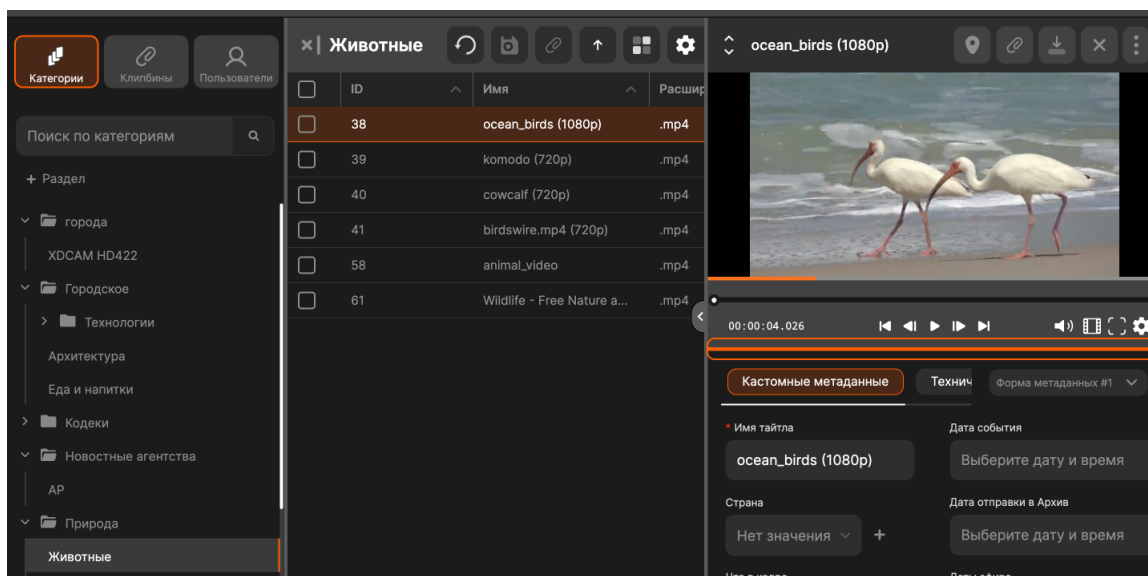 Категории
Клипбины
Пользователи
Поиск по категориям
+ Раздел
города
XDCAM HD422
Городское
Технологии
Архитектура
Еда и напитки
Кодеки
Новостные агентства
AP
Природа
Животные
Животные
ID Имя Расшир
38 ocean_birds (1080p) .mp4
39 komodo (720p) .mp4
40 cowcalf (720p) .mp4
41 birdswire.mp4 (720p) .mp4
58 animal_video .mp4
61 Wildlife - Free Nature a... .mp4
ocean_birds (1080p)
00:00:04.026
Кастомные метаданные Технич Форма метаданных #1
* Имя тайтла Дата события
ocean_birds (1080p) Выберите дату и время
Страна Дата отправки в Архив
Нет значения + Выберите дату и время